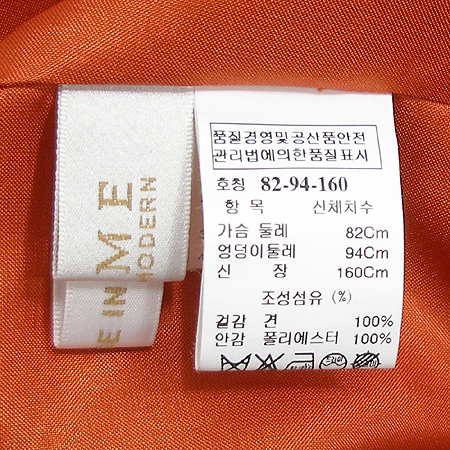 ME
MODERN
E IN
품질경영및공산품안전
관리법에의한품질표시
호칭 82-94-160
항 목 신체치수
가슴 둘레 82Cm
엉덩이둘레 94Cm
신 장 160Cm
조성섬유 (%)
겉감 견 100%
안감 폴리에스터 100%